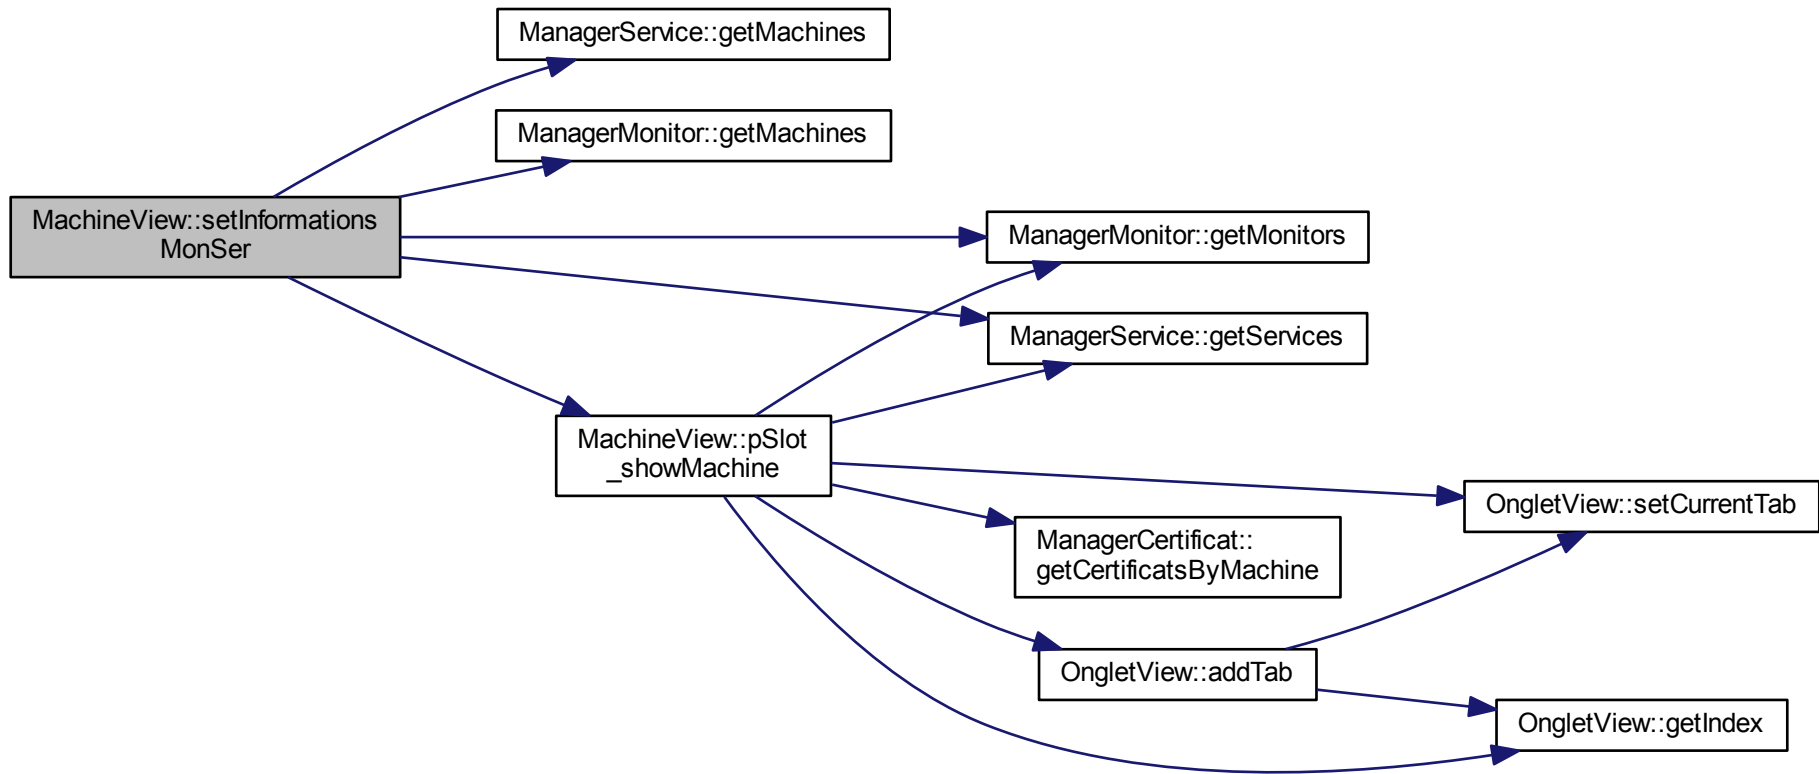 ManagerService::getMachines
ManagerMonitor::getMachines
MachineView::setInformations
MonSer
ManagerMonitor::getMonitors
ManagerService::getServices
MachineView::pSlot
_showMachine
OngletView::setCurrentTab
ManagerCertificat::
getCertificatsByMachine
OngletView::addTab
OngletView::getIndex